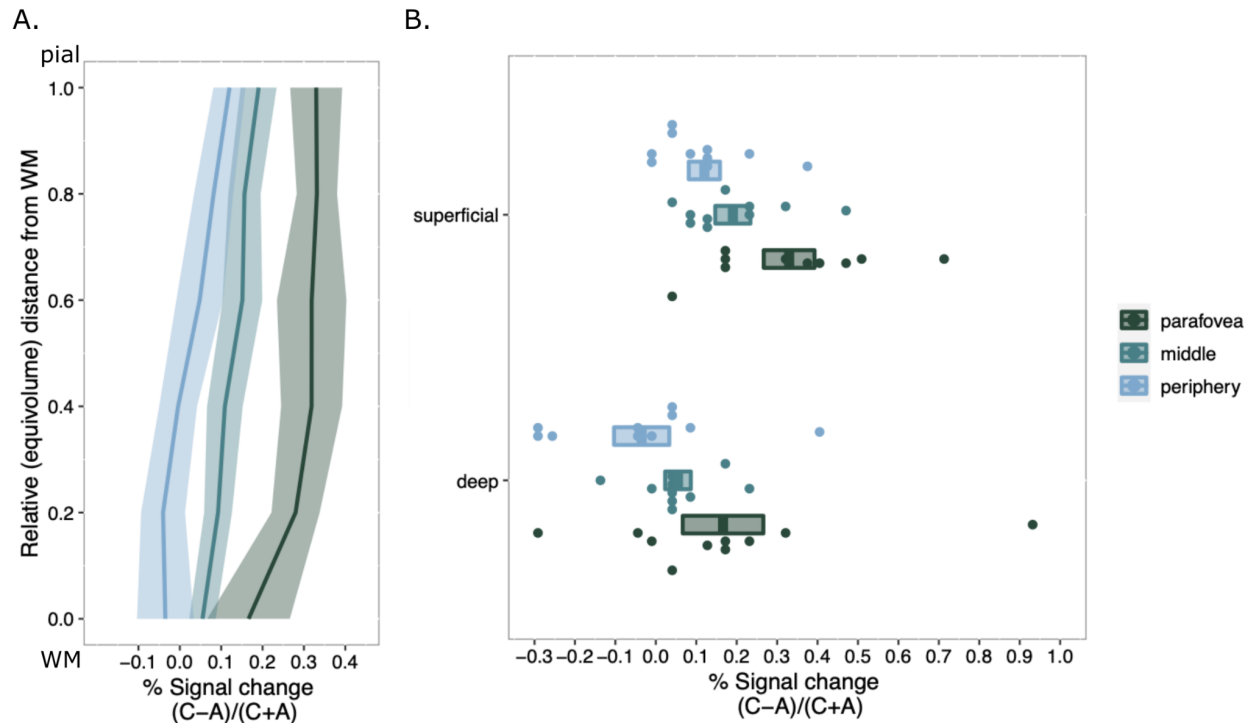 A.
pial
1.0
0.8
0.6
0.4
0.2
0.0
WM
Relative (equivolume) distance from WM
−0.1 0.0 0.1 0.2 0.3 0.4
% Signal change
(C−A)/(C+A)
B.
superficial
deep
−0.3 −0.2 −0.1 0.0 0.1 0.2 0.3 0.4 0.5 0.6 0.7 0.8 0.9 1.0
% Signal change
(C−A)/(C+A)
parafovea
middle
periphery